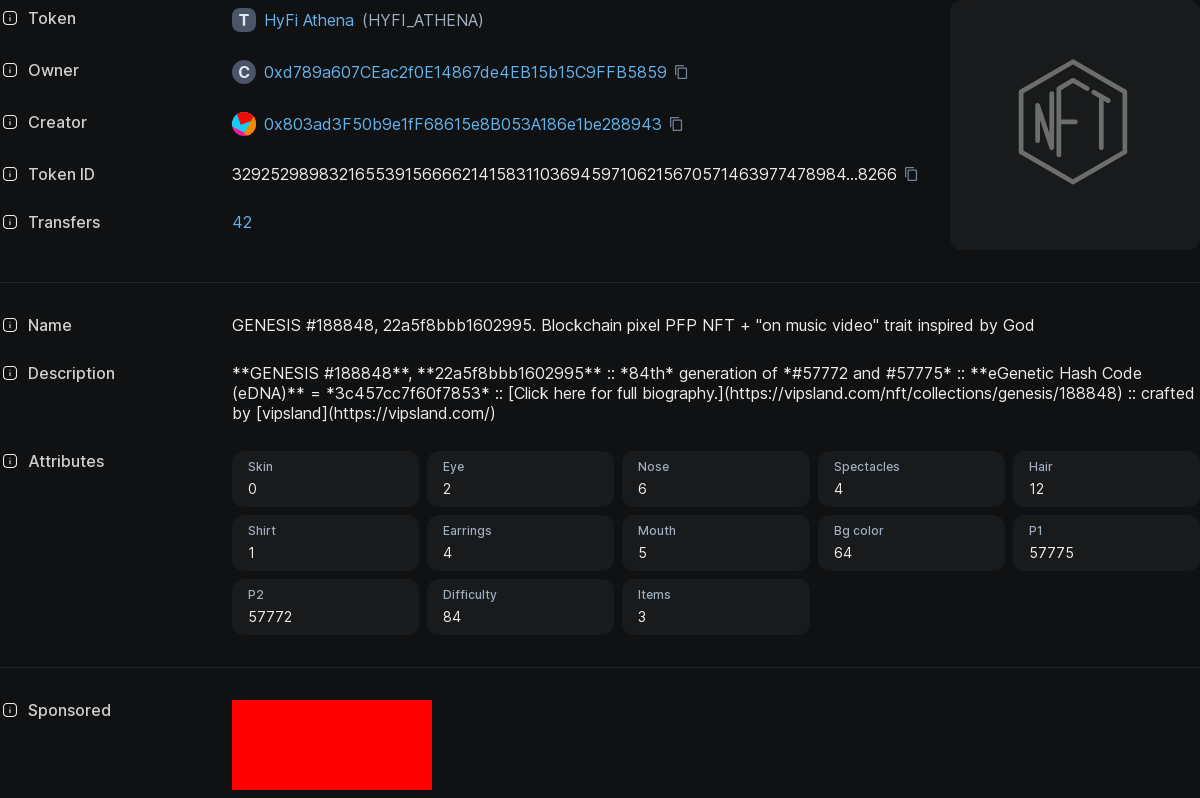 Token
T HyFi Athena (HYFI_ATHENA)
Owner
C 0xd789a607CEac2f0E14867de4EB15b15C9FFB5859
Creator
0x803ad3F50b9e1fF68615e8B053A186e1be288943
Token ID
32925298983216553915666621415831103694597106215670571463977478984...8266
Transfers
42
NFT
Name
GENESIS #188848, 22a5f8bbb1602995. Blockchain pixel PFP NFT + "on music video" trait inspired by God
Description
**GENESIS #188848**, **22a5f8bbb1602995** :: *84th* generation of *#57772 and #57775* :: **eGenetic Hash Code
(eDNA)** = *3c457cc7f60f7853* :: [Click here for full biography.](https://vipsland.com/nft/collections/genesis/188848) :: crafted
by [vipsland](https://vipsland.com/)
Attributes
Skin
0
Eye
2
Nose
6
Spectacles
4
Hair
12
Shirt
1
Earrings
4
Mouth
5
Bg color
64
P1
57775
P2
57772
Difficulty
84
Items
3
Sponsored